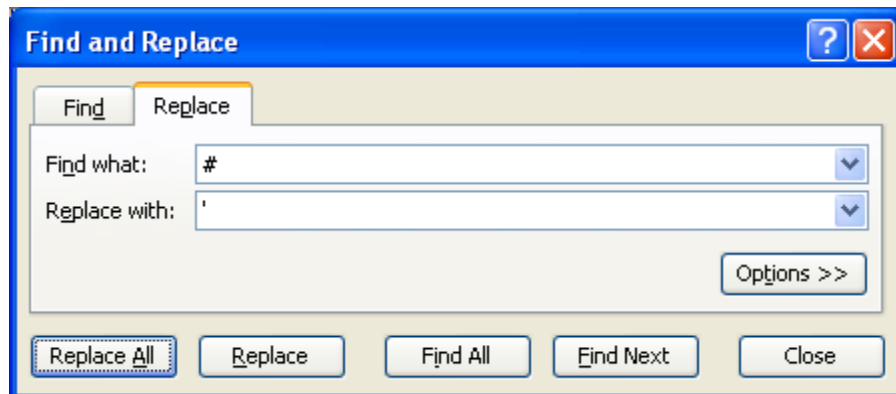 Find and Replace
Find Replace
Find what: #
Replace with: '
Options >>
Replace All Replace Find All Find Next Close